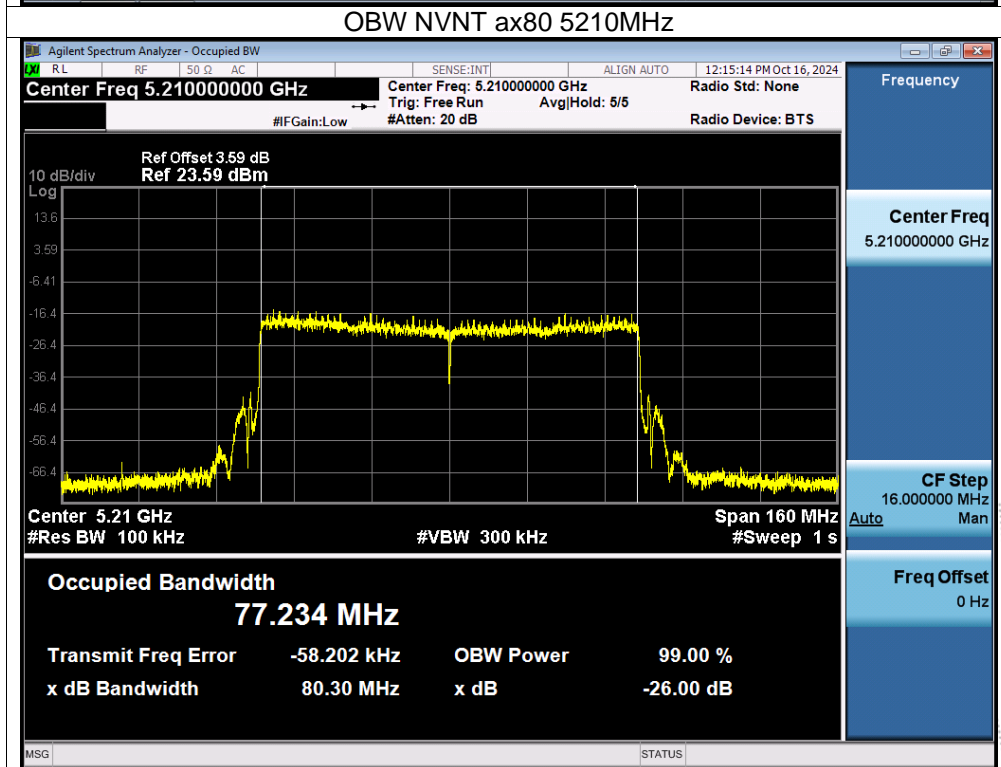 OBW NVNT ax80 5210MHz
Agilent Spectrum Analyzer - Occupied BW
LXI RL RF 50 Ω AC SENSE:INT ALIGN AUTO 12:15:14 PM Oct 16, 2024
Center Freq 5.210000000 GHz
Center Freq: 5.210000000 GHz
Radio Std: None
Trig: Free Run Avg|Hold: 5/5
#IFGain:Low
#Atten: 20 dB
Radio Device: BTS
Ref Offset 3.59 dB
10 dB/div Ref 23.59 dBm
Log
13.6
3.59
-6.41
-16.4
-26.4
-36.4
-46.4
-56.4
-66.4
Center 5.21 GHz
Span 160 MHz
#Res BW 100 kHz
#VBW 300 kHz
#Sweep 1 s
Occupied Bandwidth
77.234 MHz
Transmit Freq Error -58.202 kHz OBW Power 99.00 %
x dB Bandwidth 80.30 MHz x dB -26.00 dB
MSG STATUS
Frequency
Center Freq
5.210000000 GHz
CF Step
16.000000 MHz
Auto Man
Freq Offset
0 Hz